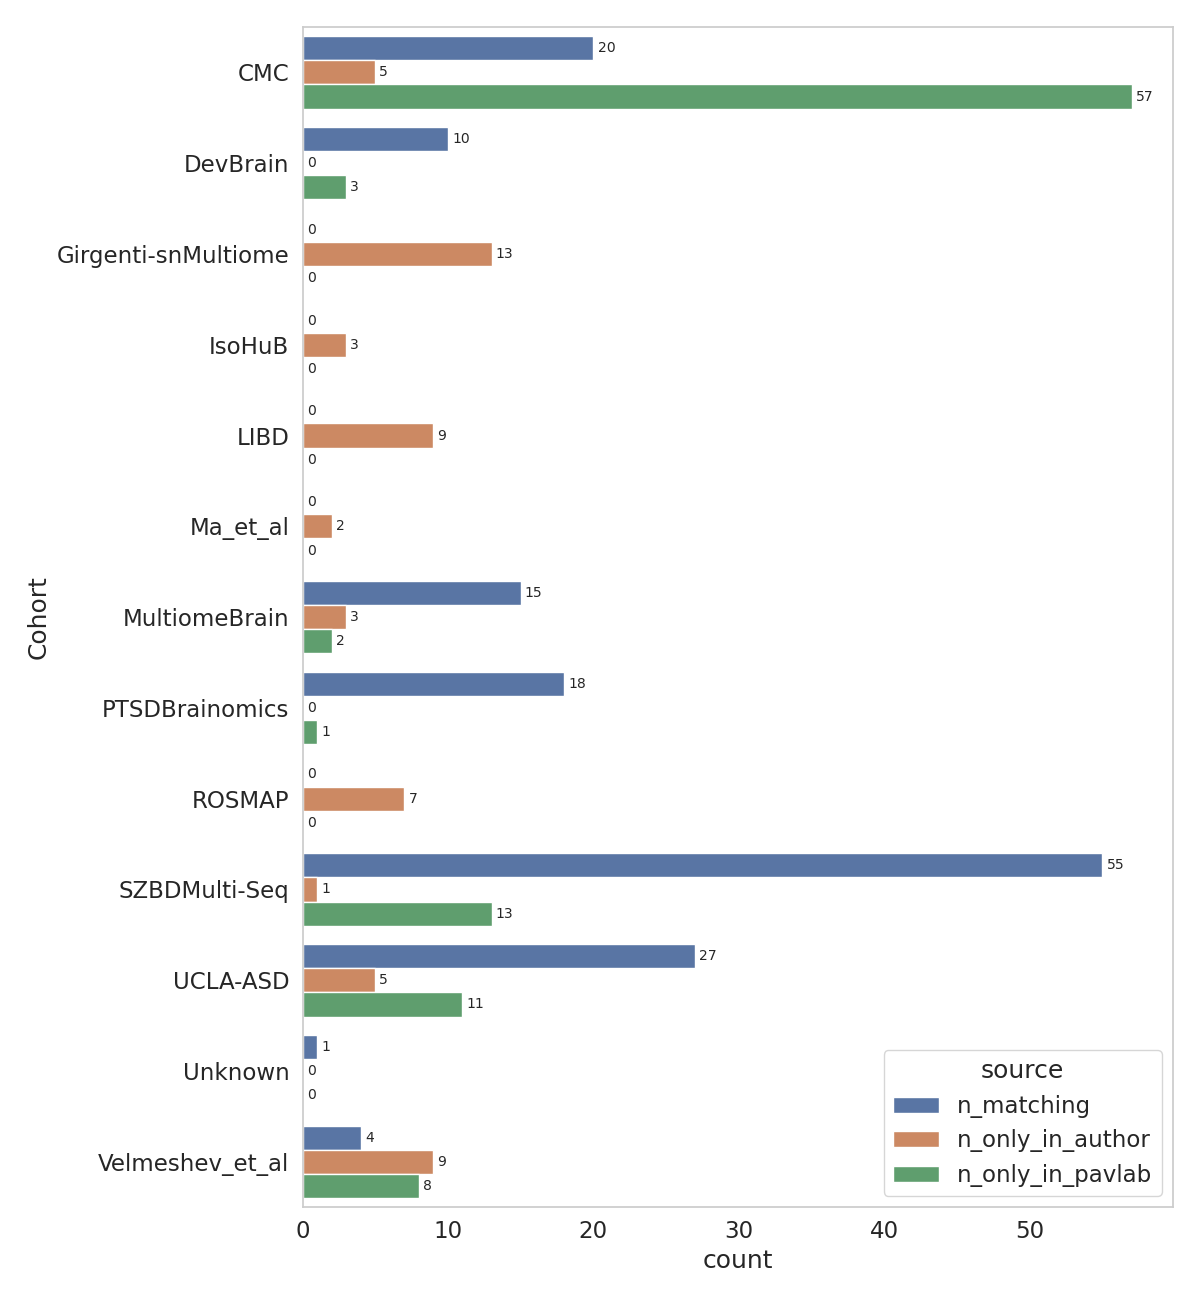 CMC
20
5
57
DevBrain
10
0
3
Girgenti-snMultiome
0
13
0
IsoHuB
0
3
0
LIBD
0
9
0
Ma_et_al
0
2
0
MultiomeBrain
15
3
2
PTSDBrainomics
18
0
1
ROSMAP
0
7
0
SZBDMulti-Seq
55
1
13
UCLA-ASD
27
5
11
Unknown
1
0
0
Velmeshev_et_al
4
9
8
Cohort
source
n_matching
n_only_in_author
n_only_in_pavlab
0 10 20 30 40 50
count